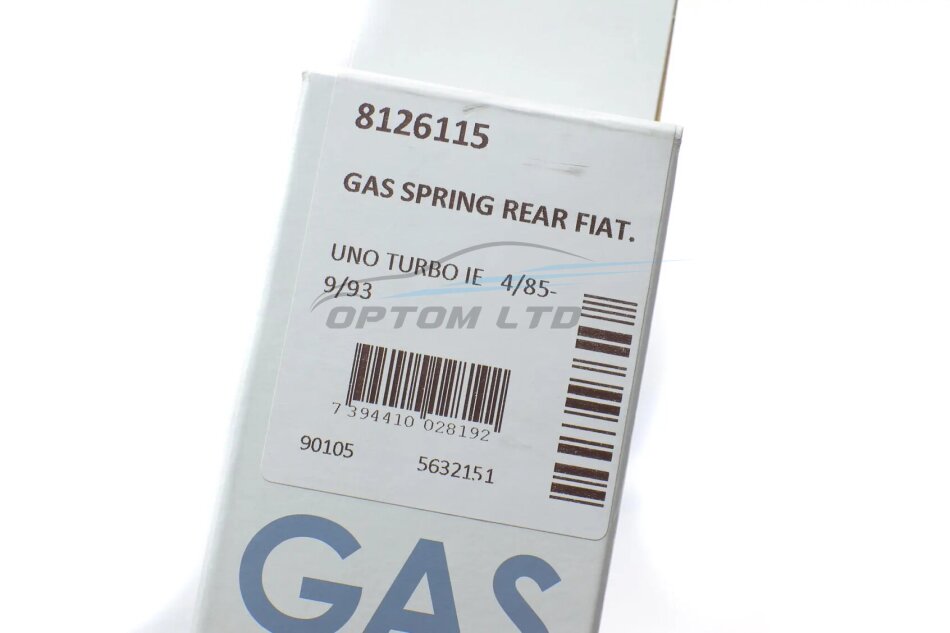 8126115
GAS SPRING REAR FIAT.
UNO TURBO IE 4/85-
9/93
OPTOM LTD
7 394410 028192
90105 5632151
GAS